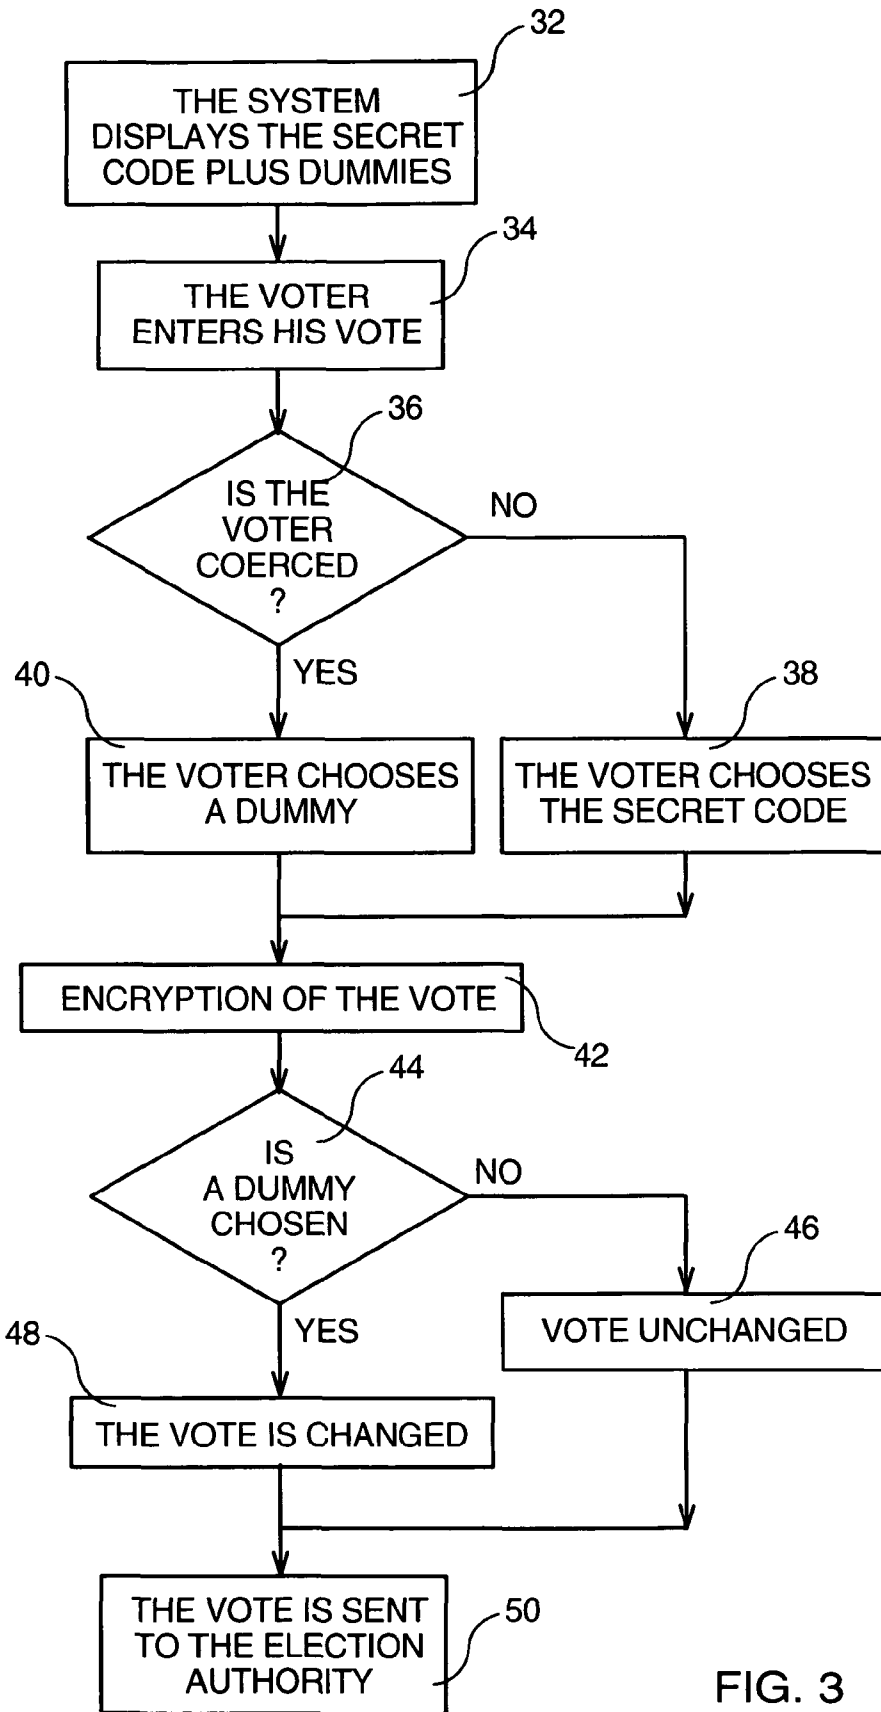 32
THE SYSTEM
DISPLAYS THE SECRET
CODE PLUS DUMMIES
34
THE VOTER
ENTERS HIS VOTE
36
IS THE
VOTER
COERCED
?
NO
YES
40
38
THE VOTER CHOOSES
A DUMMY
THE VOTER CHOOSES
THE SECRET CODE
ENCRYPTION OF THE VOTE
42
44
IS
A DUMMY
CHOSEN
?
NO
46
VOTE UNCHANGED
YES
48
THE VOTE IS CHANGED
THE VOTE IS SENT
TO THE ELECTION
AUTHORITY
50
FIG. 3